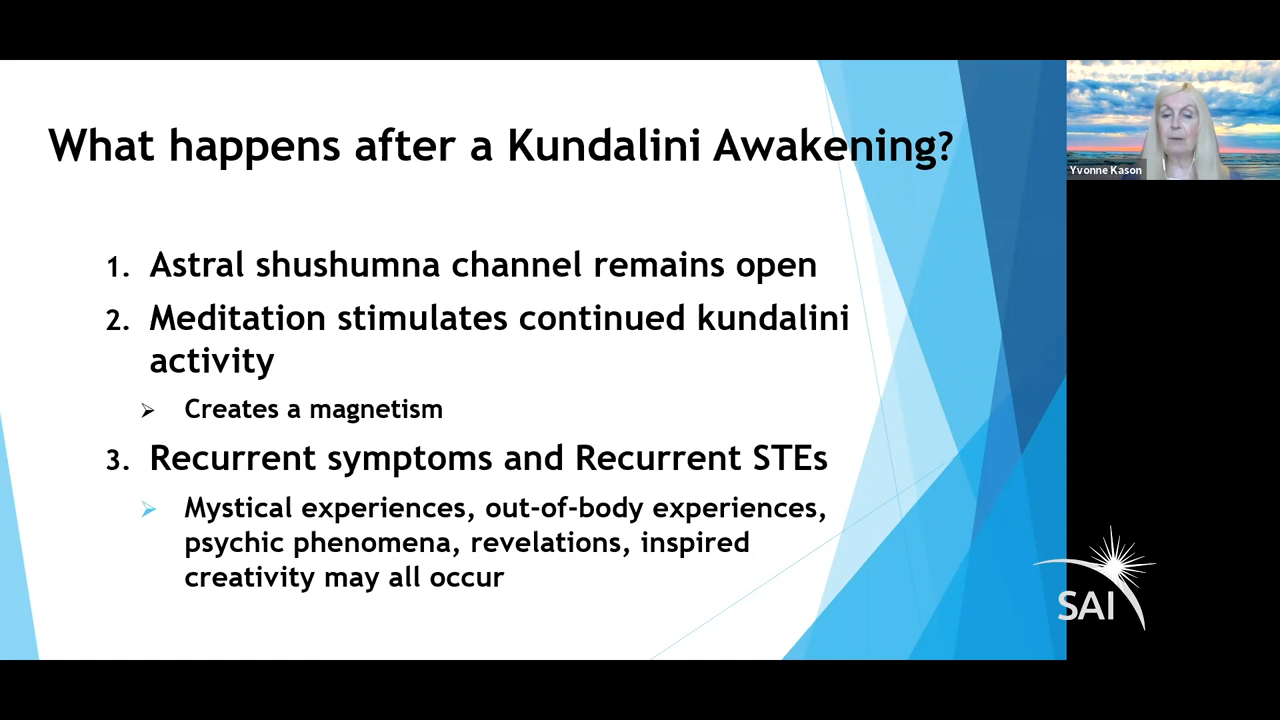 What happens after a Kundalini Awakening?
1. Astral shushumna channel remains open
2. Meditation stimulates continued kundalini
activity
Creates a magnetism
3. Recurrent symptoms and Recurrent STEs
Mystical experiences, out-of-body experiences,
psychic phenomena, revelations, inspired
creativity may all occur
Yvonne Kason
SAI